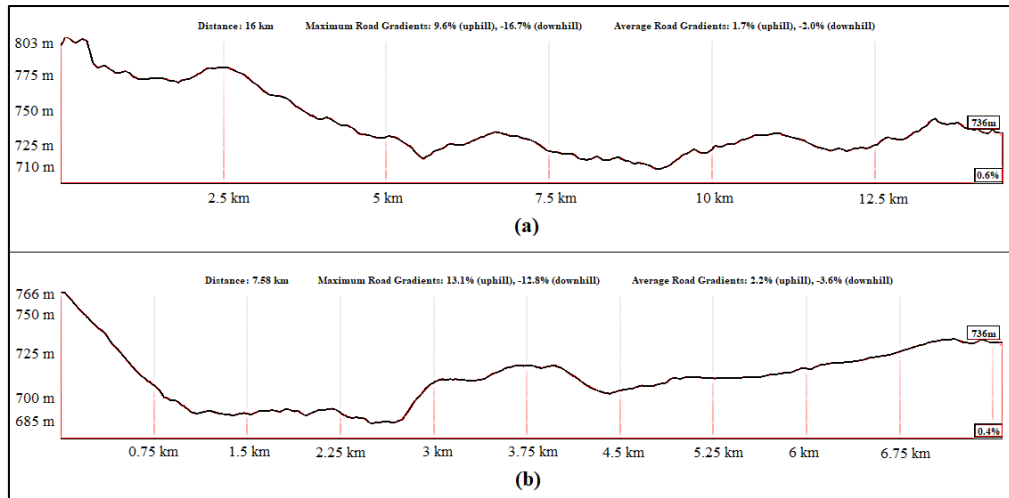 Distance: 16 km Maximum Road Gradients: 9.6% (uphill), -16.7% (downhill) Average Road Gradients: 1.7% (uphill), -2.0% (downhill)
803 m
775 m
750 m
725 m
710 m
736m
0.6%
2.5 km 5 km 7.5 km 10 km 12.5 km
(a)
Distance: 7.58 km Maximum Road Gradients: 13.1% (uphill), -12.8% (downhill) Average Road Gradients: 2.2% (uphill), -3.6% (downhill)
766 m
750 m
725 m
700 m
685 m
736m
0.4%
0.75 km 1.5 km 2.25 km 3 km 3.75 km 4.5 km 5.25 km 6 km 6.75 km
(b)